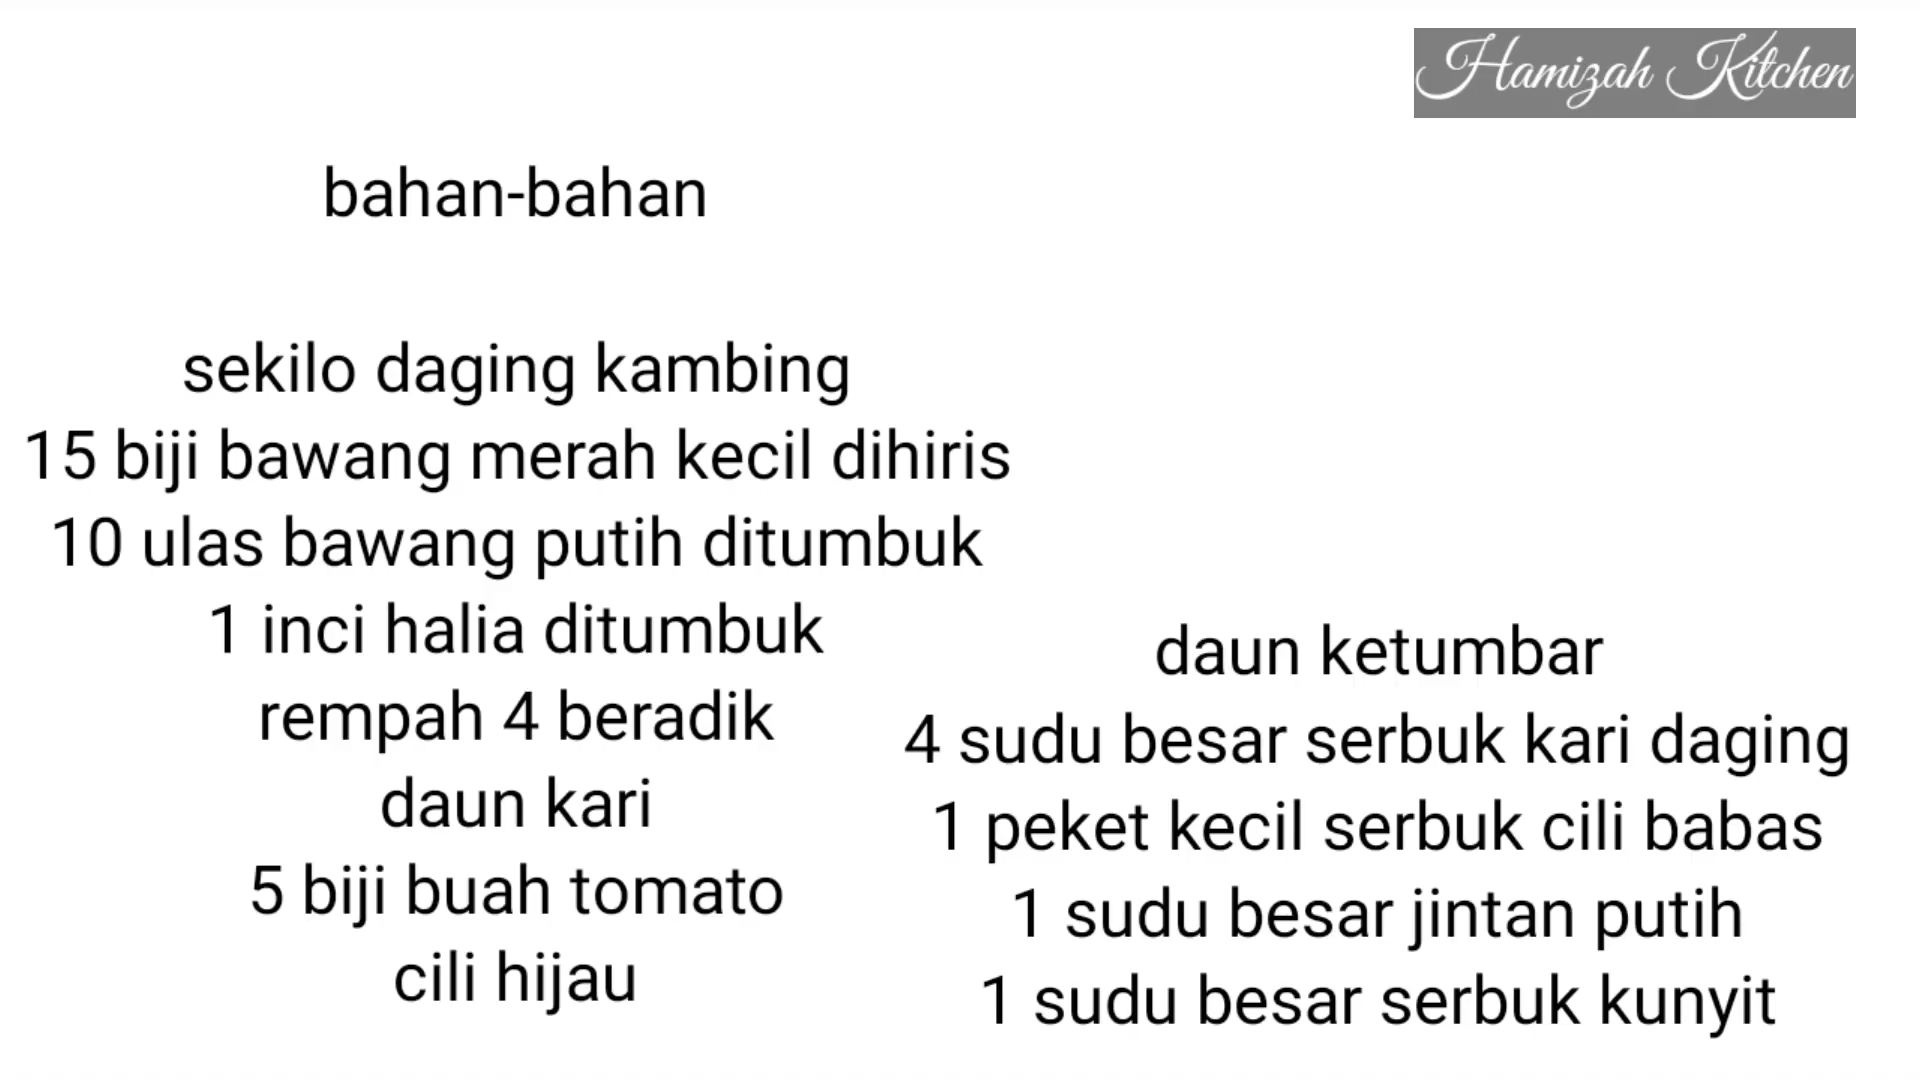 Hamizah Kitchen
bahan-bahan
sekilo daging kambing
15 biji bawang merah kecil dihiris
10 ulas bawang putih ditumbuk
1 inci halia ditumbuk
rempah 4 beradik
daun kari
5 biji buah tomato
cili hijau
daun ketumbar
4 sudu besar serbuk kari daging
1 peket kecil serbuk cili babas
1 sudu besar jintan putih
1 sudu besar serbuk kunyit